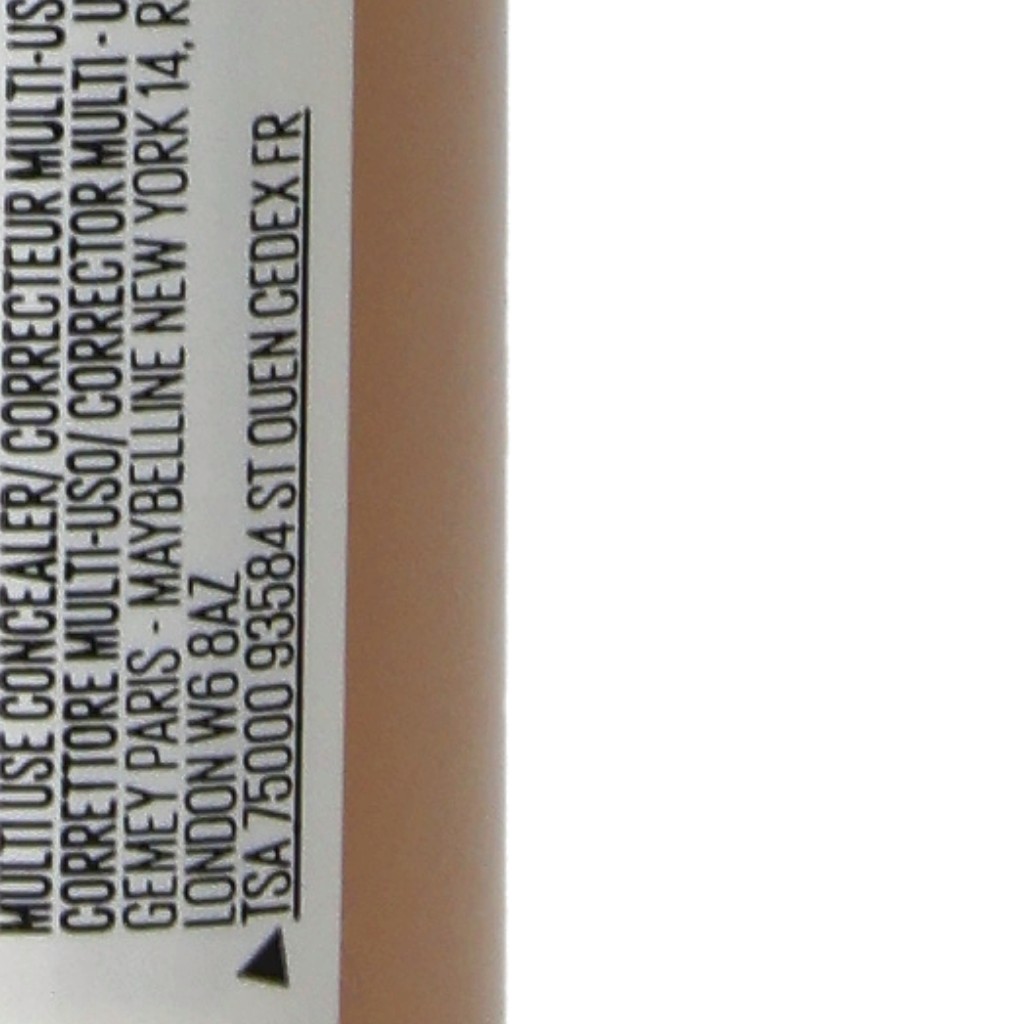 MULTI USE CONCEALER/ CORRECTEUR MULTI-US
CORRETTORE MULTI-USO/ CORRECTOR MULTI - U
GEMEY PARIS - MAYBELLINE NEW YORK 14, R
LONDON W6 8AZ
TSA 75000 93584 ST OUEN CEDEX FR